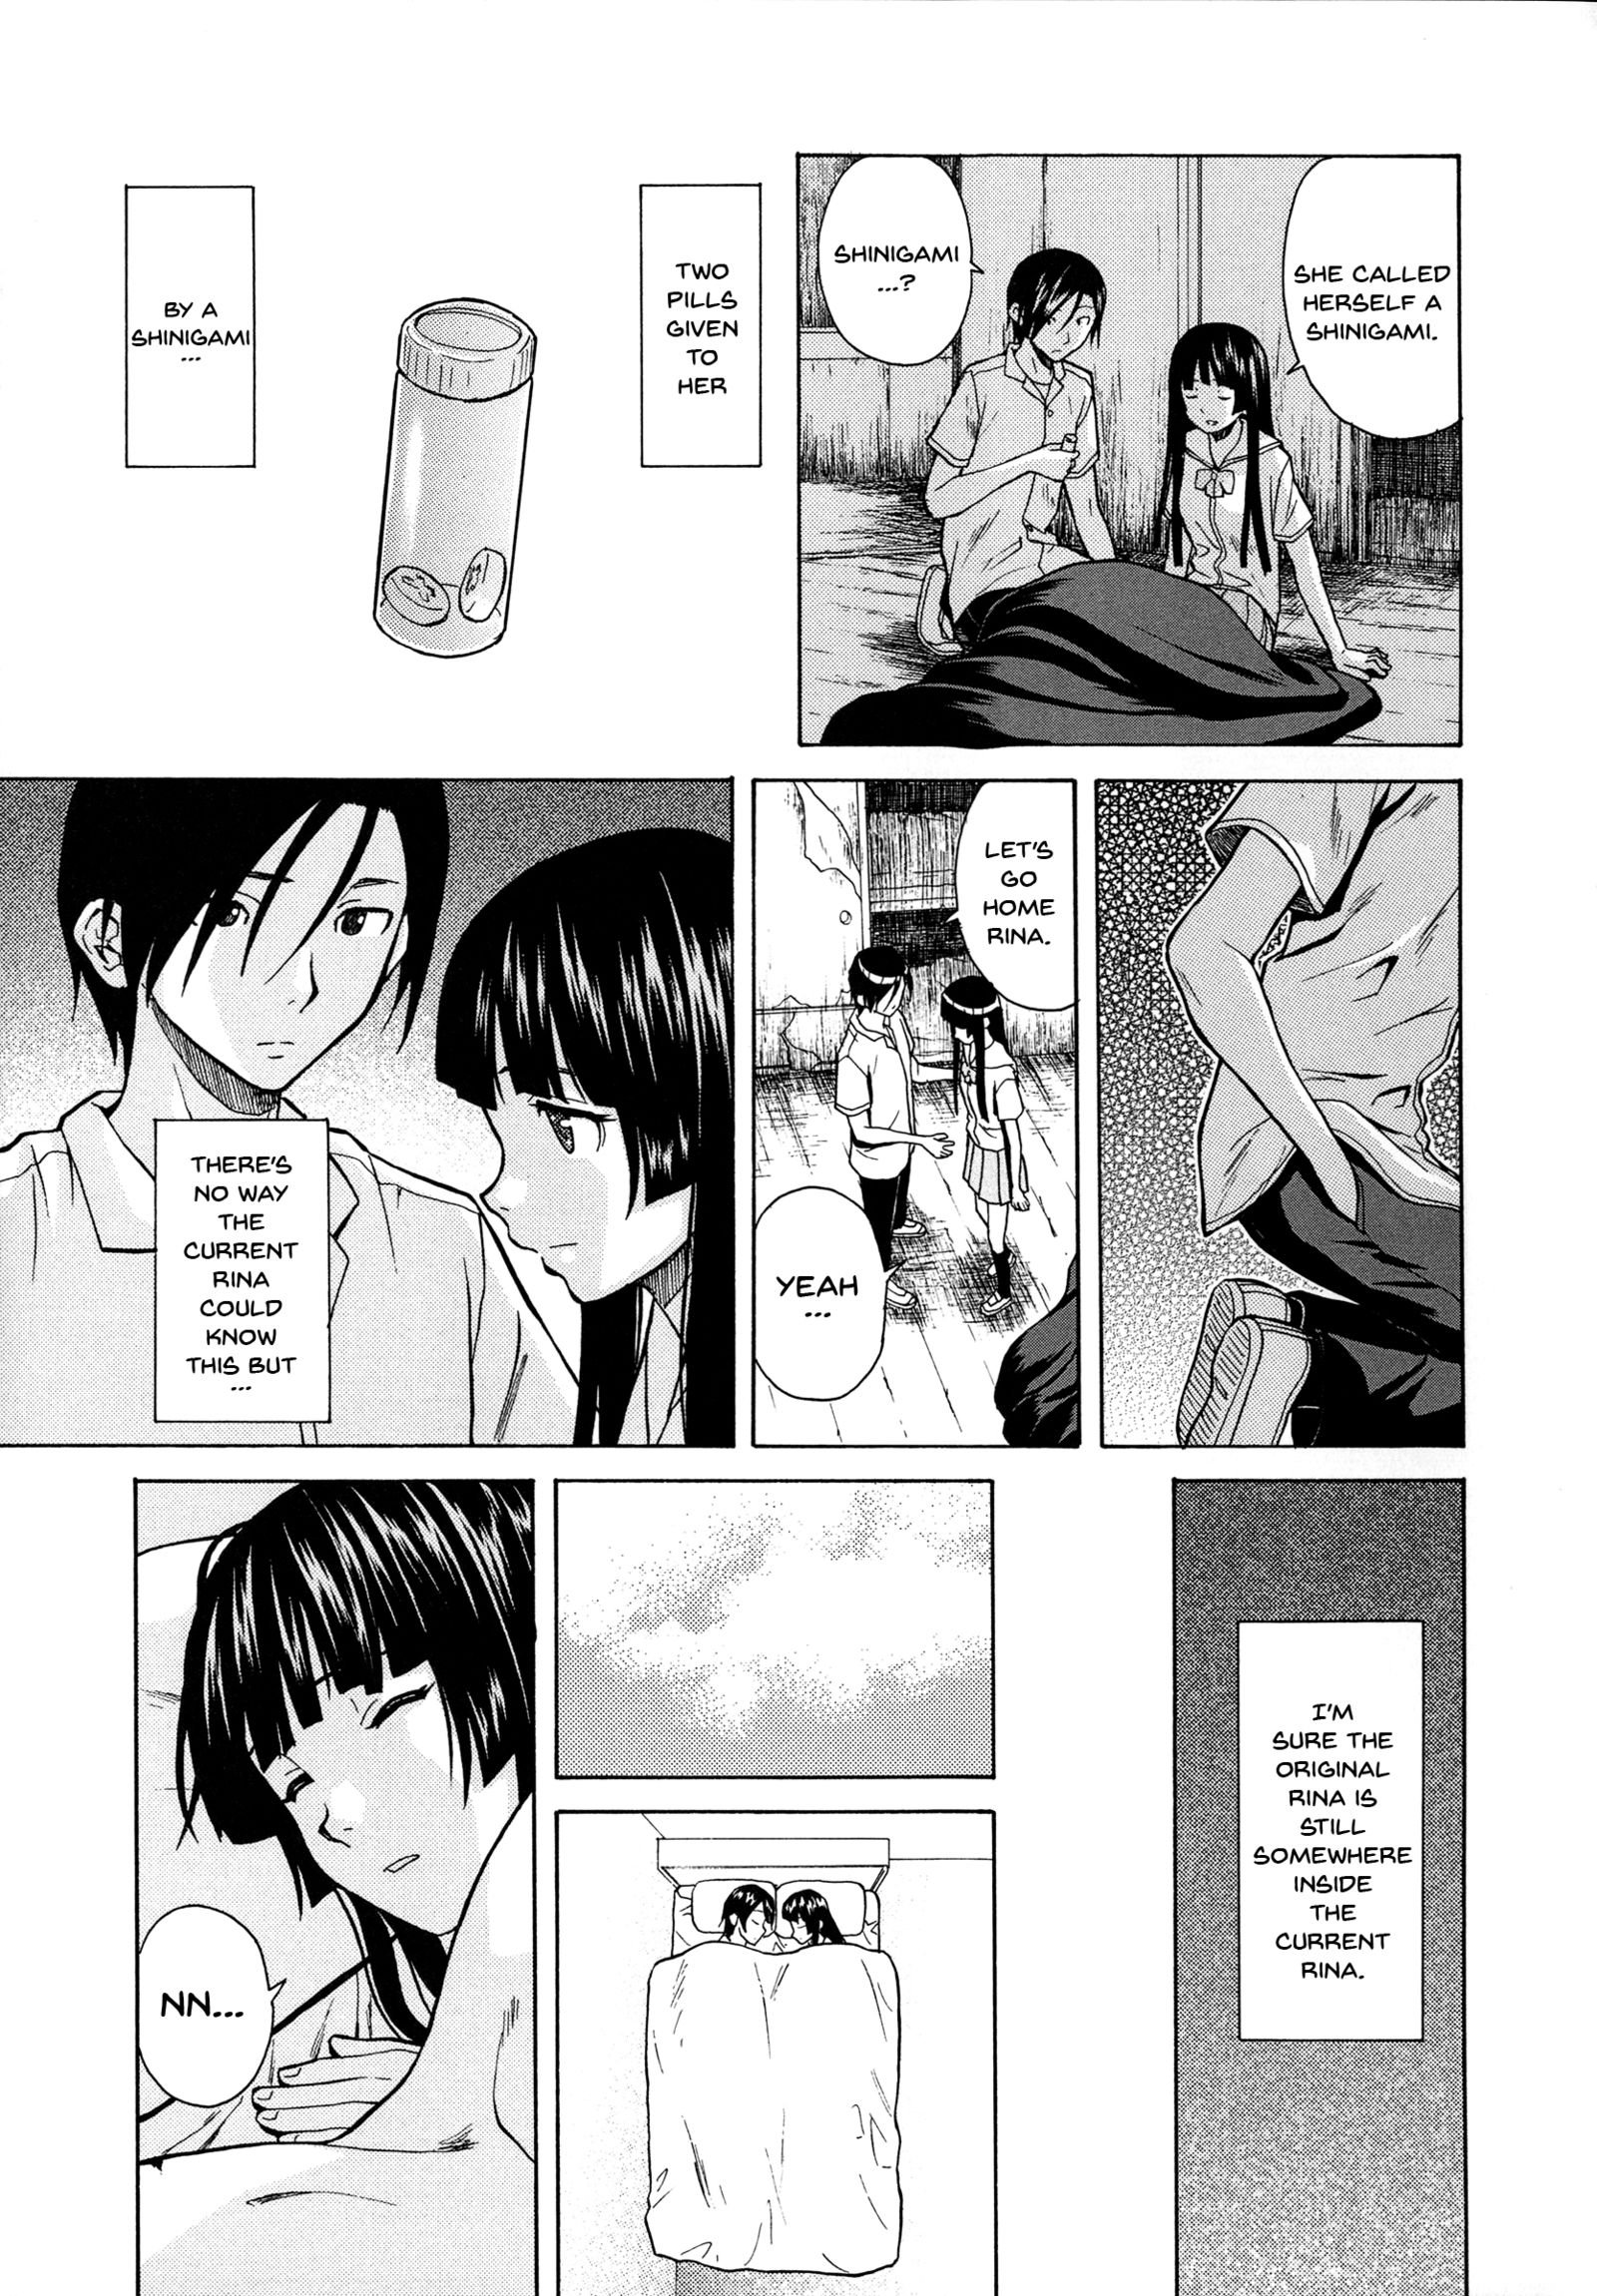 SHE CALLED
HERSELF A
SHINIGAMI.
SHINIGAMI
...?
TWO
PILLS
GIVEN
TO
HER
BY A
SHINIGAMI
...
LET'S
GO
HOME
RINA.
YEAH
...
THERE'S
NO WAY
THE
CURRENT
RINA
COULD
KNOW
THIS BUT
...
I'M
SURE THE
ORIGINAL
RINA IS
STILL
SOMEWHERE
INSIDE
THE
CURRENT
RINA.
NN...